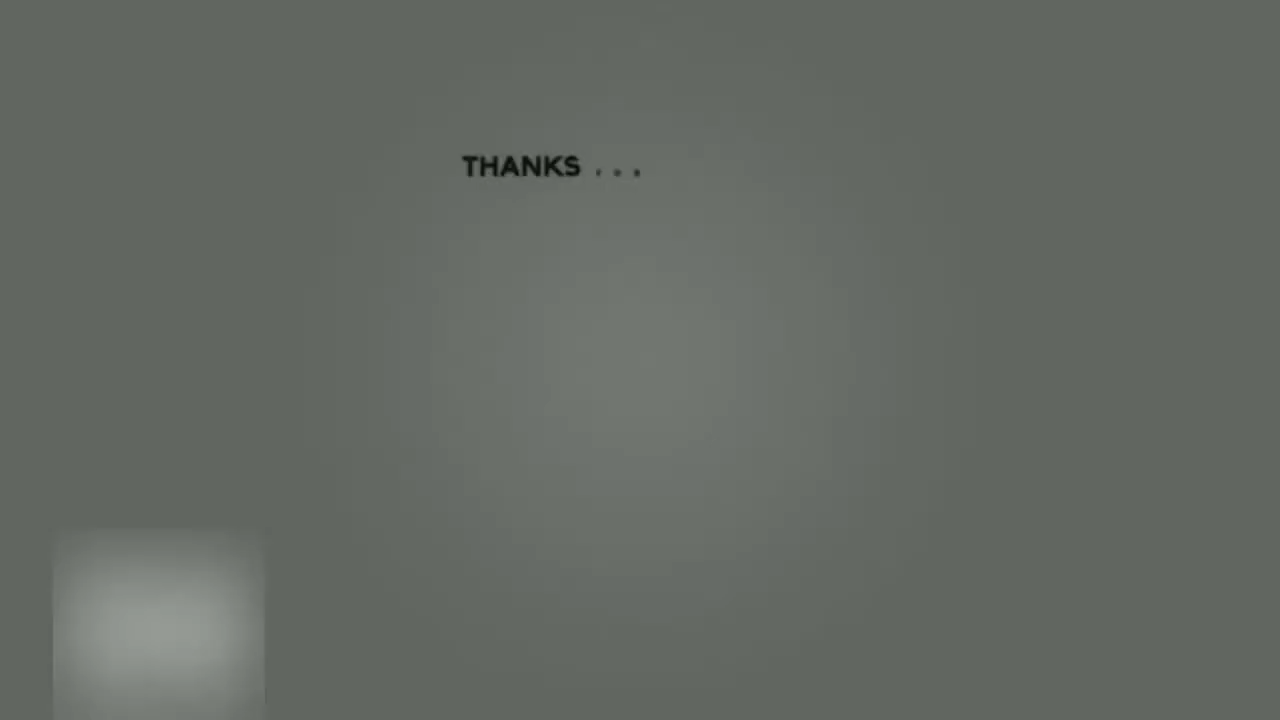 THANKS . . .